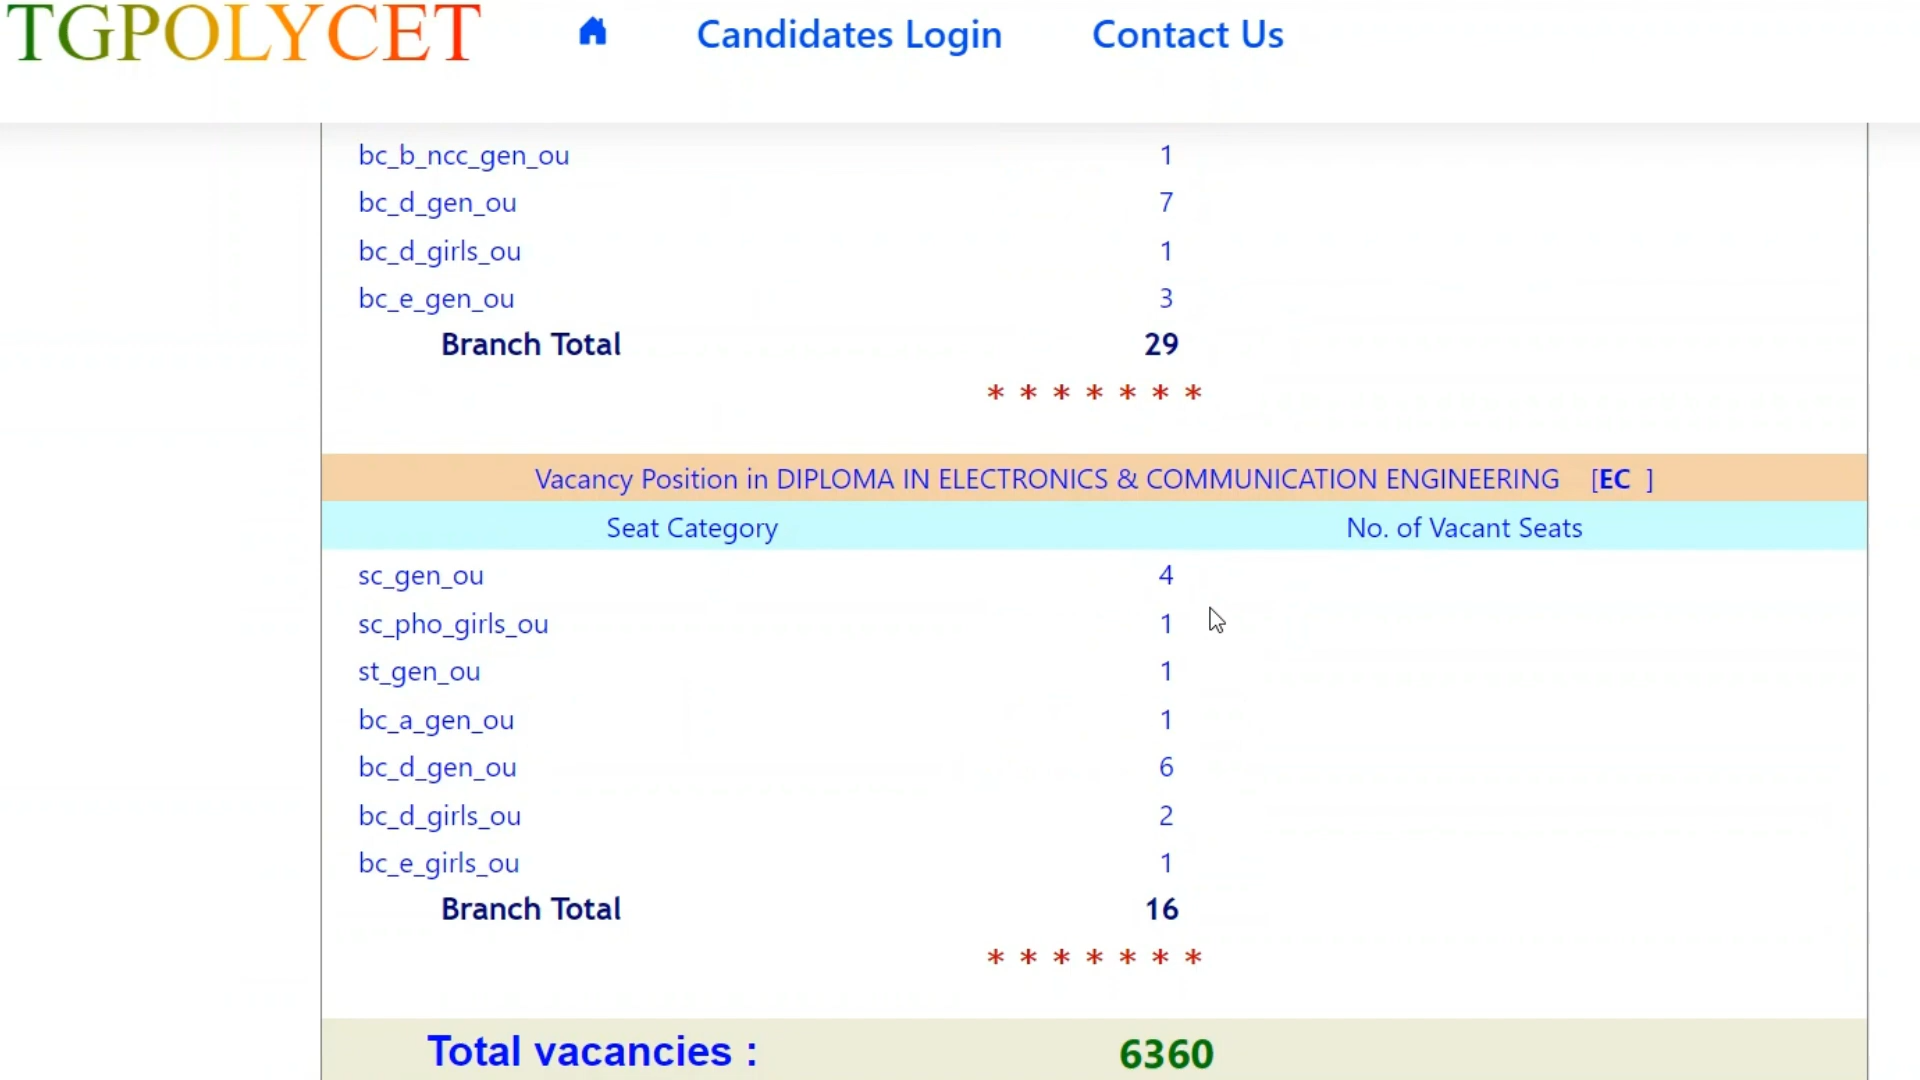 TGPOLYCET Candidates Login Contact Us
bc_b_ncc_gen_ou 1
bc_d_gen_ou 7
bc_d_girls_ou 1
bc_e_gen_ou 3
Branch Total 29
* * * * * * *
Vacancy Position in DIPLOMA IN ELECTRONICS & COMMUNICATION ENGINEERING [EC ]
Seat Category No. of Vacant Seats
sc_gen_ou 4
sc_pho_girls_ou 1
st_gen_ou 1
bc_a_gen_ou 1
bc_d_gen_ou 6
bc_d_girls_ou 2
bc_e_girls_ou 1
Branch Total 16
* * * * * * *
Total vacancies : 6360